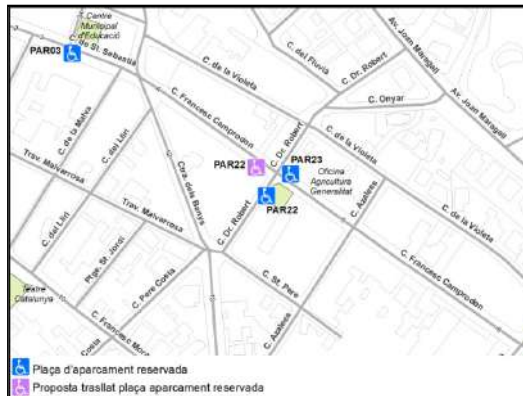 Centre
Municipal
d'Educació
PAR03
C. de St. Sebastià
C. de la Violeta
C. del Fluvià
C. Dr. Robert
Av. Joan Maragall
Av. Joan Maragall
C. Onyar
C. de la Malva
C. del Lliri
C. Francesc Camprodon
C. Dr. Robert
C. de la Violeta
Trav. Malvarrosa
Ctra. dels Banys
PAR22
PAR23
Oficina
Agricultura
Generalitat
C. Azalees
PAR22
Trav. Malvarrosa
C. Dr. Robert
C. de la Violeta
C. del Lliri
Ptge. St. Jordi
C. Pere Costa
C. St. Pere
C. Francesc Camprodon
Teatre
Catalunya
C. Azalees
C. Francesc
Costa
Plaça d'aparcament reservada
Proposta trasllat plaça aparcament reservada